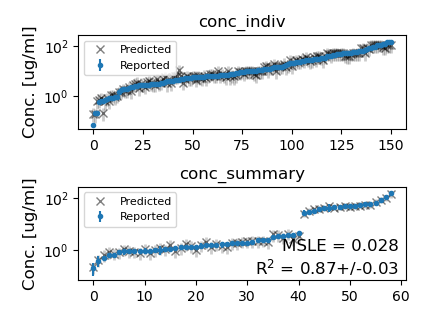 conc_indiv
Conc. [ug/ml]
10²
10⁰
Predicted
Reported
0 25 50 75 100 125 150
conc_summary
Conc. [ug/ml]
10²
10⁰
Predicted
Reported
MSLE = 0.028
R² = 0.87+/-0.03
0 10 20 30 40 50 60